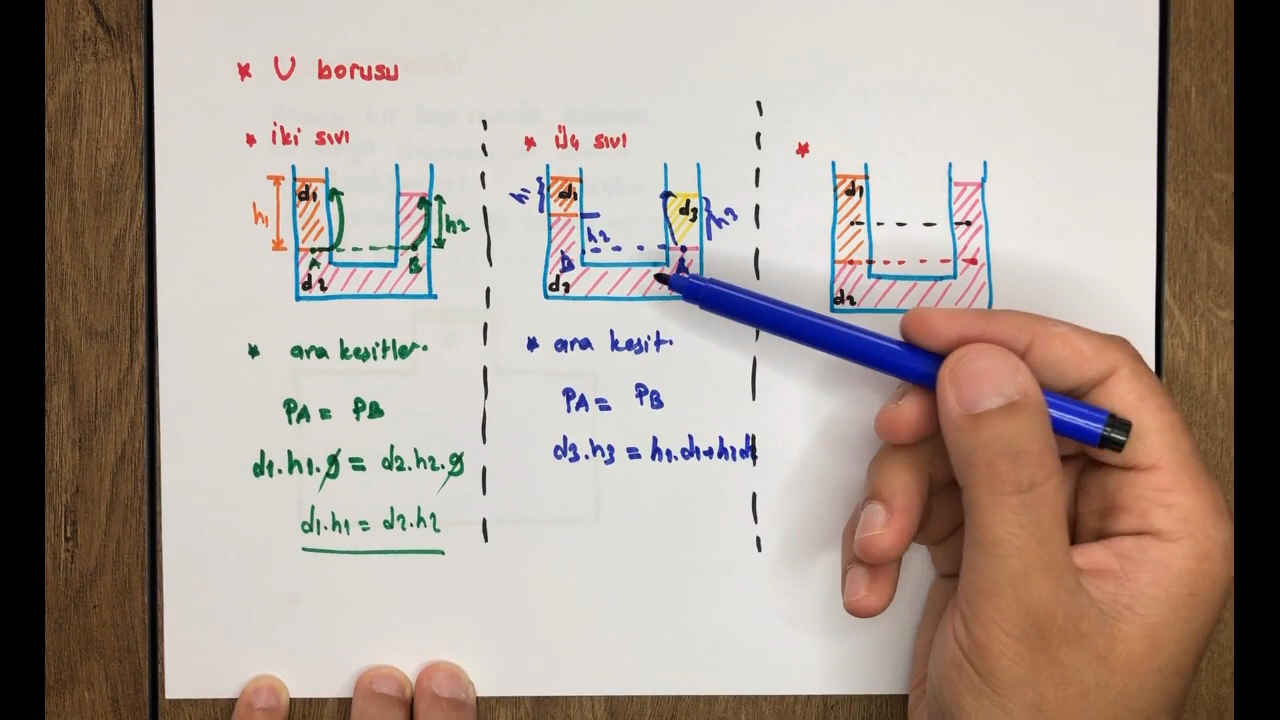 * U borusu
* iki sıvı
d1
h1
h2
A
B
d2
* ara kesitler.
PA = PB
d1.h1.g = d2.h2.g
d1.h1 = d2.h2
* üç sıvı
d1
h2
d3
h3
B
A
d2
* ara kesit.
PA = PB
d3.h3 = h1.d1+h2.d
*
d1
d2